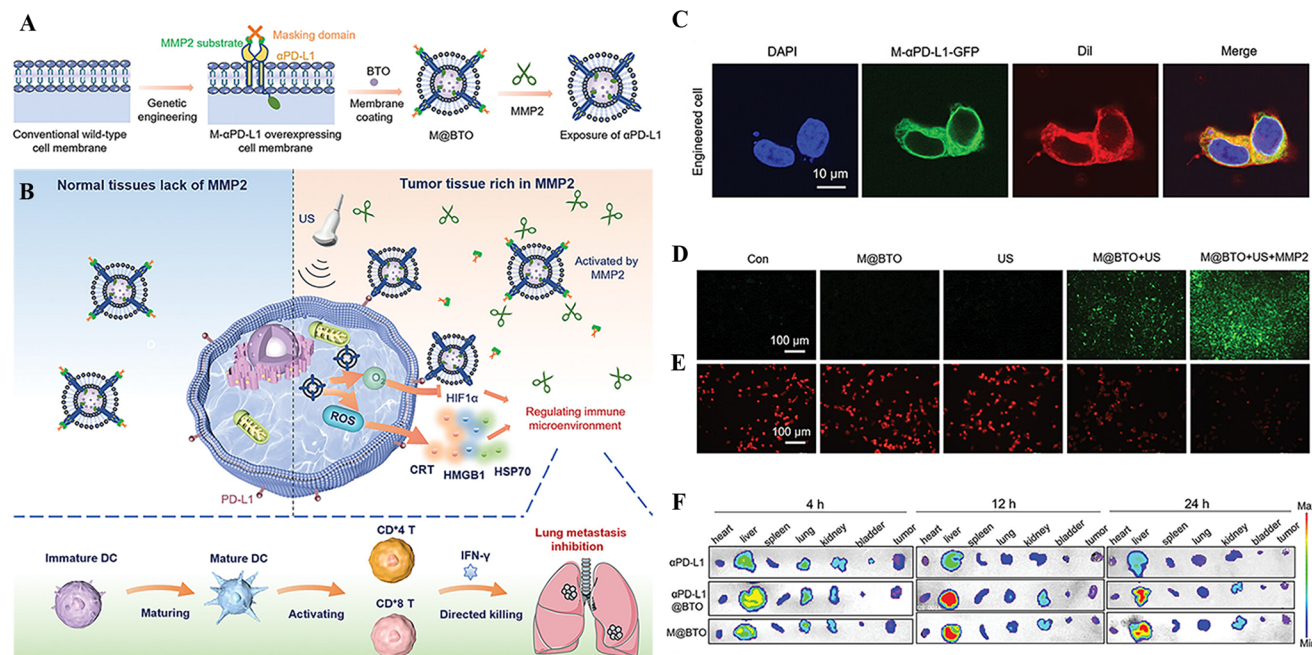 A
MMP2 substrate
Masking domain
αPD-L1
BTO
Genetic
engineering
Membrane
coating
MMP2
Conventional wild-type
cell membrane
M-αPD-L1 overexpressing
cell membrane
M@BTO
Exposure of αPD-L1
B
Normal tissues lack of MMP2
Tumor tissue rich in MMP2
US
Activated by
MMP2
O₂
HIF1α
ROS
Regulating immune
microenvironment
CRT
HMGB1
HSP70
PD-L1
Immature DC
Maturing
Mature DC
Activating
CD*4 T
CD*8 T
IFN-γ
Directed killing
Lung metastasis
inhibition
C
DAPI
M-αPD-L1-GFP
Dil
Merge
Engineered cell
10 μm
D
Con
M@BTO
US
M@BTO+US
M@BTO+US+MMP2
100 μm
E
100 μm
F
4 h
12 h
24 h
Ma
heart liver spleen lung kidney bladder tumor
heart liver spleen lung kidney bladder tumor
heart liver spleen lung kidney bladder tumor
αPD-L1
αPD-L1
@BTO
M@BTO
Min